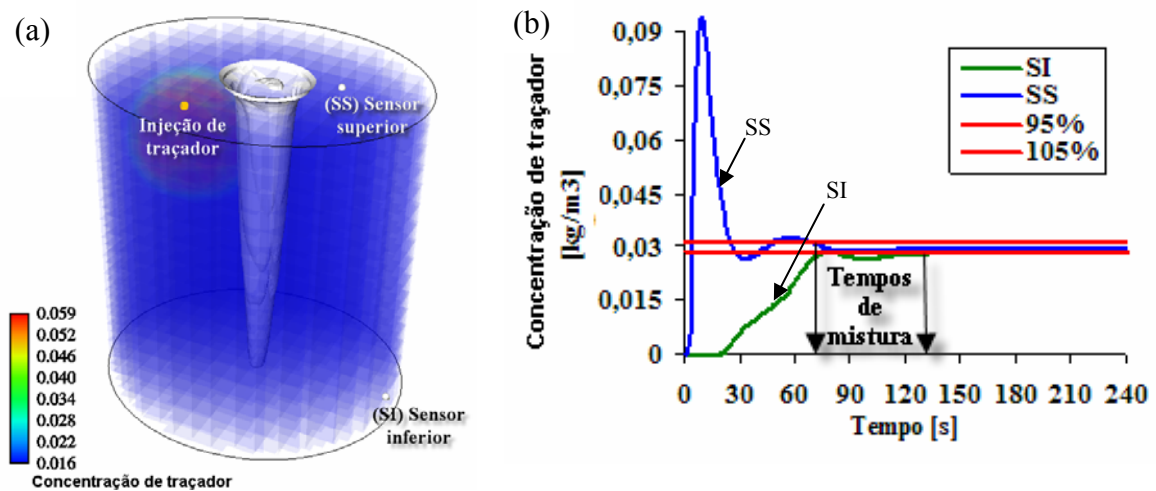 (a)
(SS) Sensor
superior
Injeção de
traçador
(SI) Sensor
inferior
0.059
0.052
0.046
0.040
0.034
0.028
0.022
0.016
Concentração de traçador
(b)
Concentração de traçador
[kg/m3]
0,09
0,075
0,06
0,045
0,03
0,015
0
SS
SI
SI
SS
95%
105%
Tempos
de
mistura
0 30 60 90 120 150 180 210 240
Tempo [s]